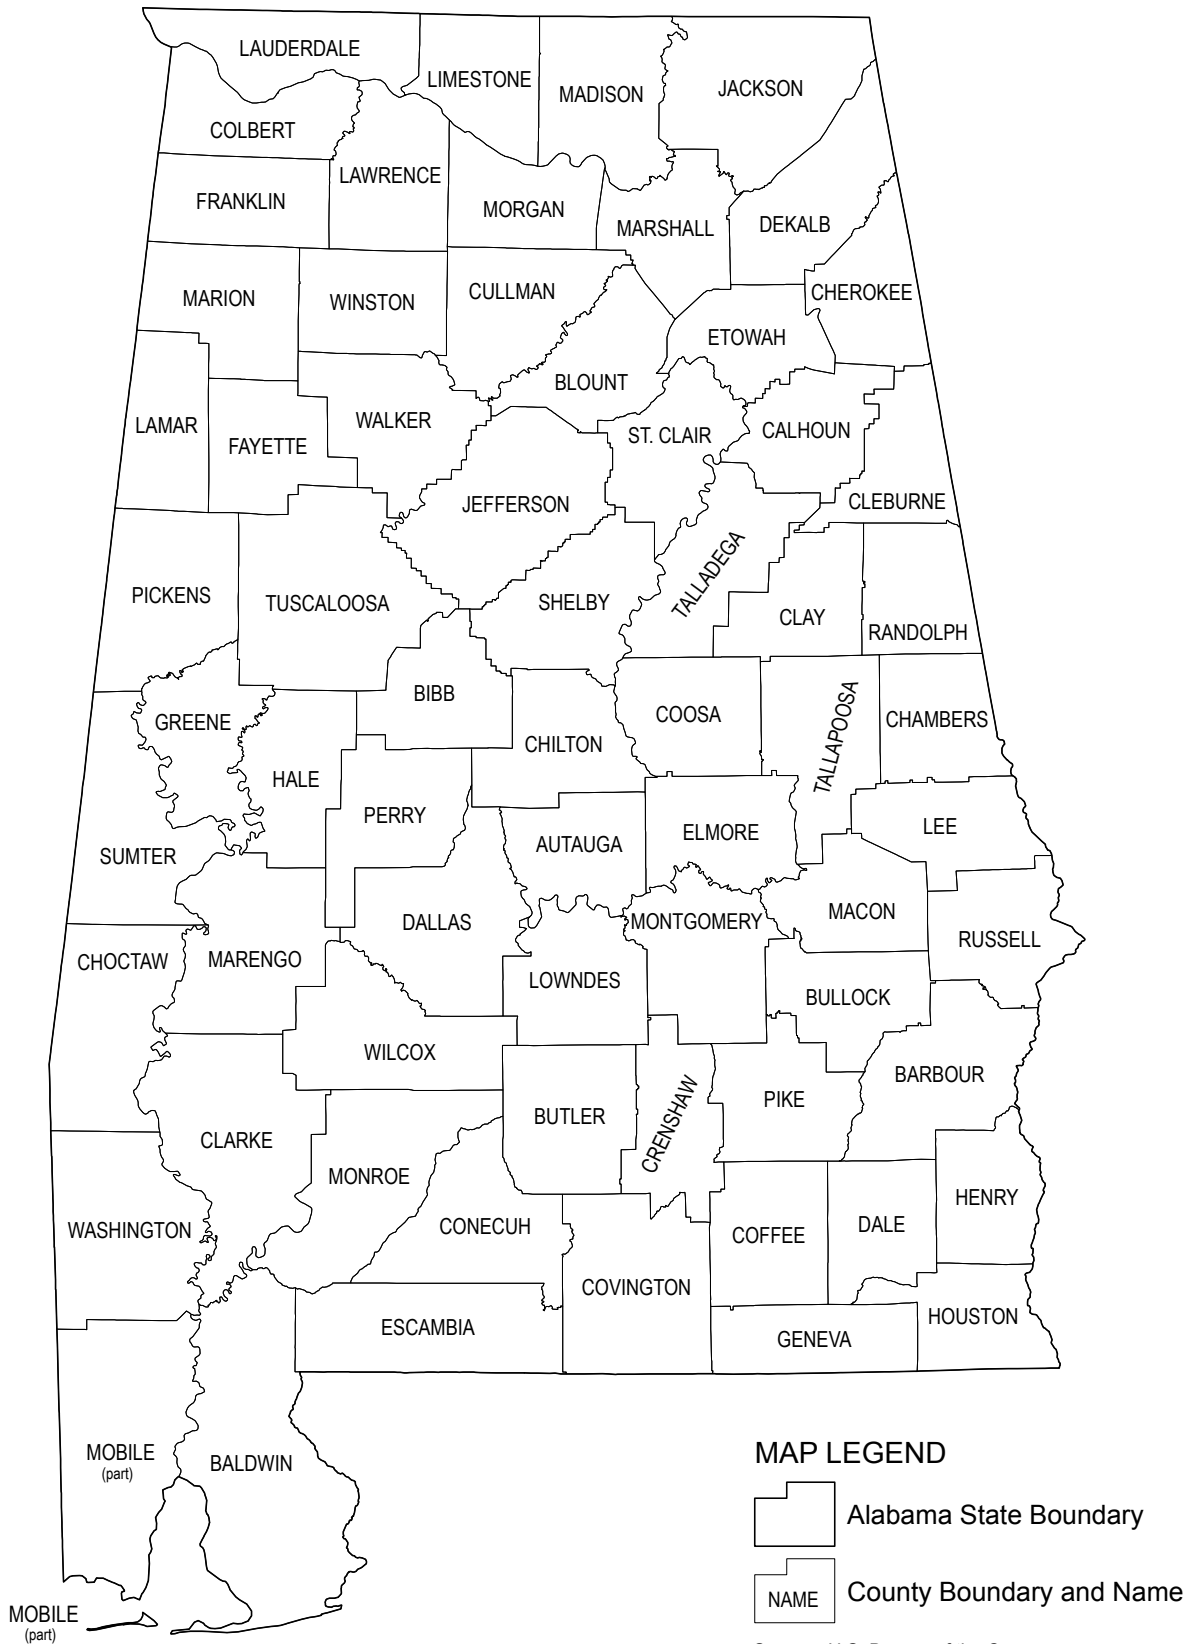 LAUDERDALE
LIMESTONE
MADISON
JACKSON
COLBERT
LAWRENCE
FRANKLIN
MORGAN
MARSHALL
DEKALB
MARION
WINSTON
CULLMAN
CHEROKEE
ETOWAH
BLOUNT
LAMAR
WALKER
ST. CLAIR
CALHOUN
FAYETTE
JEFFERSON
CLEBURNE
TALLADEGA
PICKENS
TUSCALOOSA
SHELBY
CLAY
RANDOLPH
BIBB
GREENE
COOSA
TALLAPOOSA
CHAMBERS
CHILTON
HALE
PERRY
LEE
SUMTER
AUTAUGA
ELMORE
DALLAS
MONTGOMERY
MACON
RUSSELL
CHOCTAW
MARENGO
LOWNDES
BULLOCK
WILCOX
BARBOUR
PIKE
BUTLER
CRENSHAW
CLARKE
MONROE
HENRY
WASHINGTON
CONECUH
COFFEE
DALE
COVINGTON
HOUSTON
ESCAMBIA
GENEVA
MOBILE
(part)
BALDWIN
MOBILE
(part)
MAP LEGEND
Alabama State Boundary
NAME
County Boundary and Name